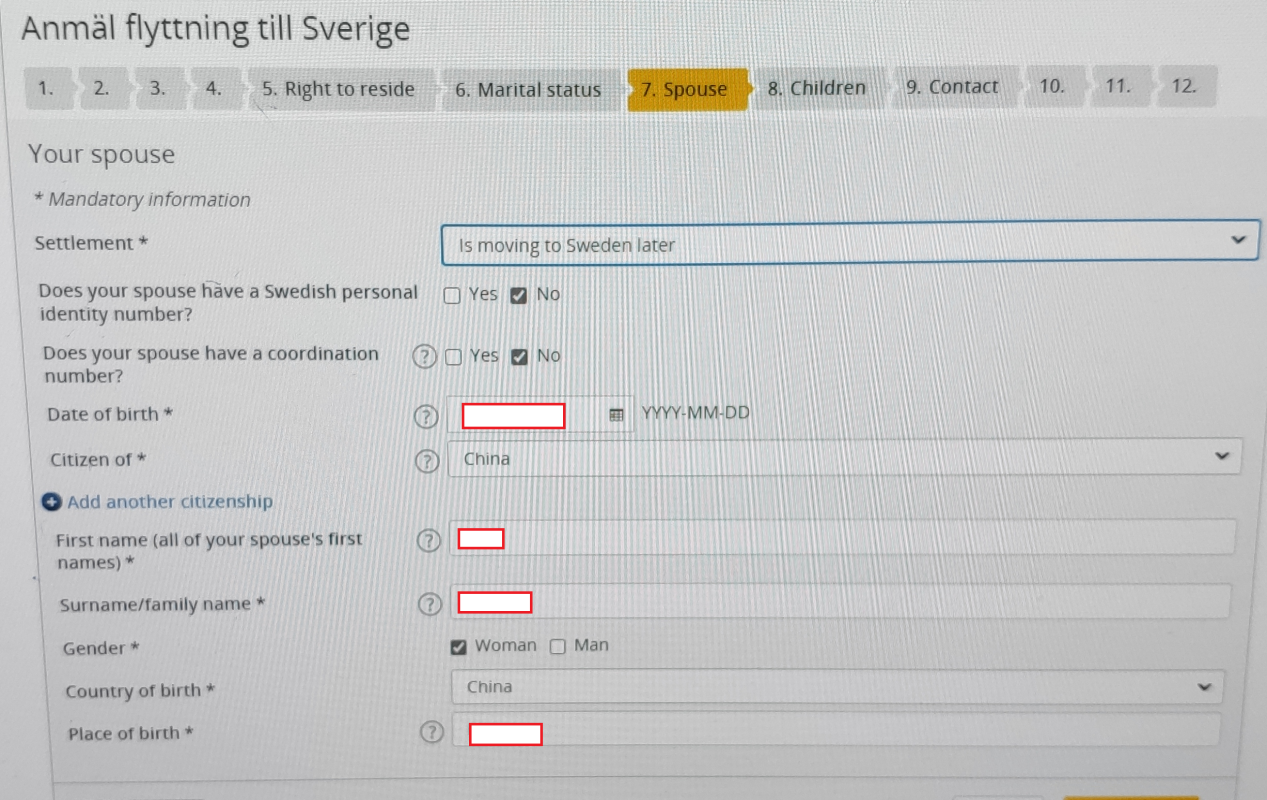 Anmäl flyttning till Sverige
1. 2. 3. 4. 5. Right to reside 6. Marital status 7. Spouse 8. Children 9. Contact 10. 11. 12.
Your spouse
* Mandatory information
Settlement * Is moving to Sweden later
Does your spouse have a Swedish personal Yes No
identity number?
Does your spouse have a coordination ? Yes No
number?
Date of birth * ? YYYY-MM-DD
Citizen of * ? China
Add another citizenship
First name (all of your spouse's first ?
names) *
Surname/family name * ?
Gender * Woman Man
Country of birth * China
Place of birth * ?